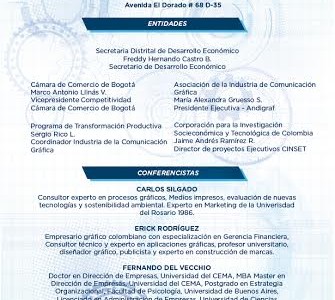 Avenida El Dorado # 68 D-35
ENTIDADES
Secretaría Distrital de Desarrollo Económico
Freddy Hernando Castro B.
Secretario de Desarrollo Económico
Cámara de Comercio de Bogotá
Marco Antonio Llinás V.
Vicepresidente Competitividad
Cámara de Comercio de Bogotá
Asociación de la Industria de Comunicación
Gráfica
María Alexandra Gruesso S.
Presidente Ejecutiva - Andigraf
Programa de Transformación Productiva
Sergio Rico L.
Coordinador Industria de la Comunicación
Gráfica
Corporación para la Investigación
Socioeconómica y Tecnológica de Colombia
Jaime Andrés Ramírez R.
Director de proyectos Ejecutivos CINSET
CONFERENCISTAS
CARLOS SILGADO
Consultor experto en procesos gráficos, Medios impresos, evaluación de nuevas
tecnologías y sostenibilidad ambiental. Experto en Marketing de la Univerisdad
del Rosario 1986.
ERICK RODRÍGUEZ
Empresario gráfico colombiano con especialización en Gerencia Financiera,
Consultor técnico y experto en aplicaciones gráficas, profesor universitario,
diseñador gráfico, publicista y experto en construcción de marcas.
FERNANDO DEL VECCHIO
Doctor en Dirección de Empresas, Universidad del CEMA, MBA Master en
Dirección de Empresas, Universidad del CEMA, Postgrado en Estrategia
Organizacional, Facultad de Psicología, Universidad de Buenos Aires,
Licenciado en Administración de Empresas, Universidad de Ciencias